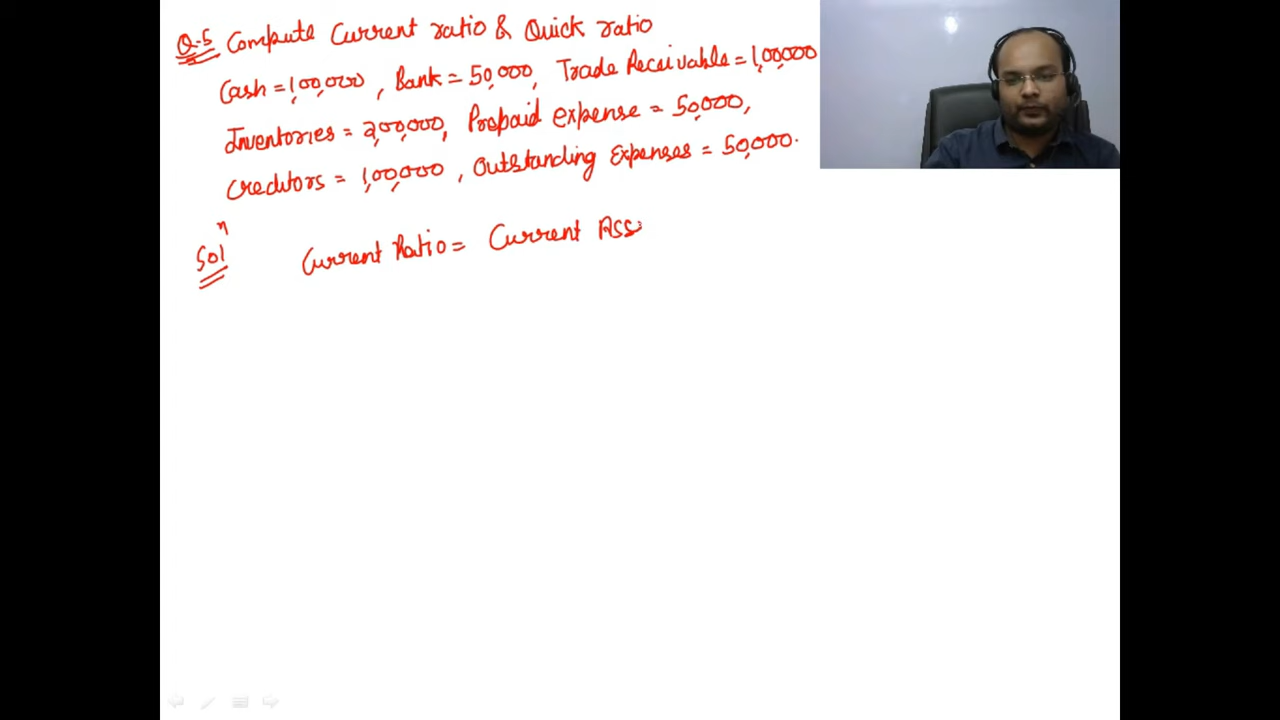 Q.5 Compute Current ratio & Quick ratio
Cash = 1,00,000, Bank = 50,000, Trade Receivable = 1,00,000
Inventories = 2,00,000, Prepaid expense = 50,000,
Creditors = 1,00,000, Outstanding Expenses = 50,000.
Solⁿ Current Ratio = Current Ass